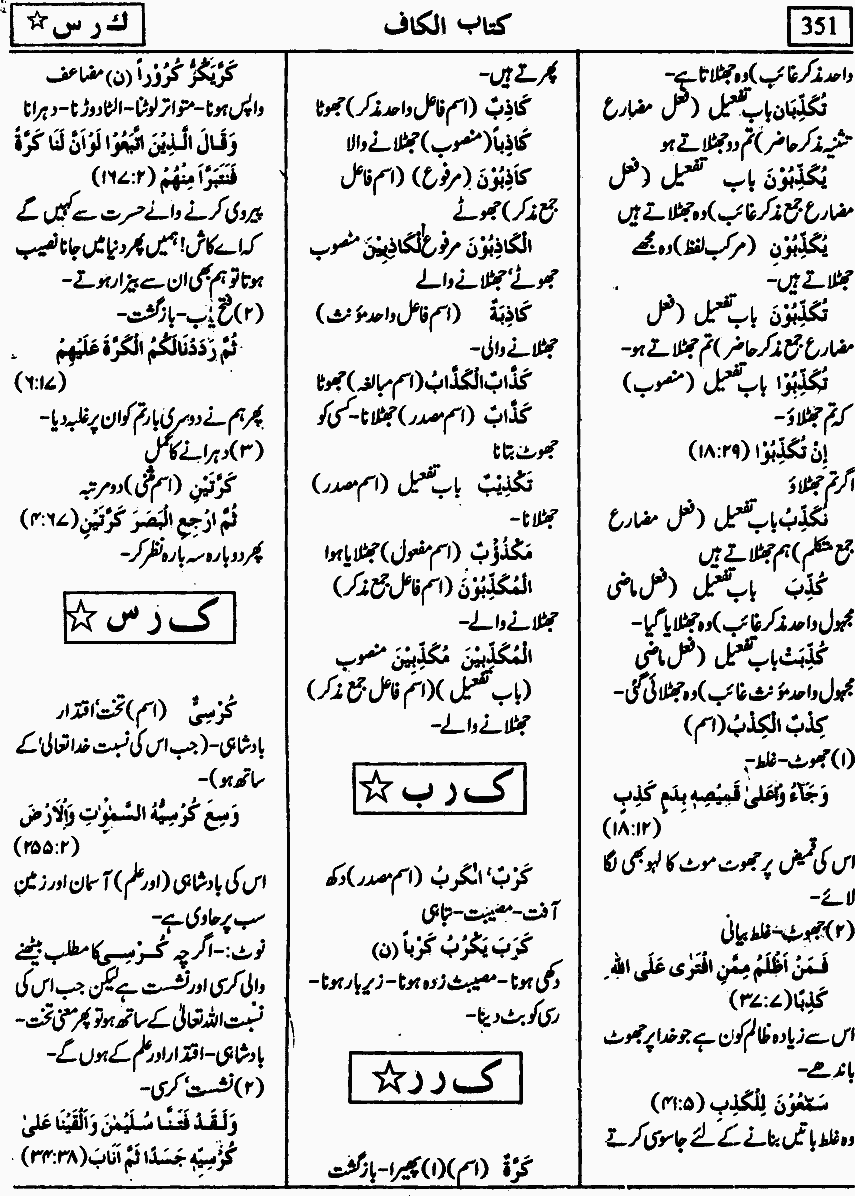 351
کتاب الکاف
ك ر س ☆
واحد مذکر غائب) وہ جھٹلاتا ہے۔
تُکَذِّبَانِ باب تفعیل (فعل مضارع
تثنیہ مذکر حاضر) تم دو جھٹلاتے ہو
یُکَذِّبُوْنَ باب تفعیل (فعل
مضارع جمع مذکر غائب) وہ جھٹلاتے ہیں
یُکَذِّبُوْنِ (مرکب لفظ) وہ مجھے
جھٹلاتے ہیں۔
تُکَذِّبُوْنَ باب تفعیل (فعل
مضارع جمع مذکر حاضر) تم جھٹلاتے ہو۔
تُکَذِّبُوْا باب تفعیل (منصوب)
کہ تم جھٹلاؤ۔
اِنْ تُکَذِّبُوْا (۱۸:۲۹)
اگر تم جھٹلاؤ
نُکَذِّبُ باب تفعیل (فعل مضارع
جمع متکلم) ہم جھٹلاتے ہیں
کُذِّبَ باب تفعیل (فعل ماضی
مجہول واحد مذکر غائب) وہ جھٹلایا گیا۔
کُذِّبَتْ باب تفعیل (فعل ماضی
مجہول واحد مؤنث غائب) وہ جھٹلائی گئی۔
کِذْبٌ الْکِذْبُ (اسم)
(۱) جھوٹ۔ غلط۔
وَجَآءُوْ عَلیٰ قَمِیْصِہٖ بِدَمٍ کَذِبٍ
(۱۸:۱۲)
اس کی قمیض پر جھوٹ موٹ کا لہو بھی لگا
لائے۔
(۲) جھوٹ۔ غلط بیانی
فَمَنْ اَظْلَمُ مِمَّنِ افْتَرٰی عَلَی اللہِ
کَذِبًا (۳۷:۷)
اس سے زیادہ ظالم کون ہے جو خدا پر جھوٹ
باندھے۔
سَمّٰعُوْنَ لِلْکَذِبِ (۴۱:۵)
وہ غلط باتیں بنانے کے لئے جاسوسی کرتے
پھرتے ہیں۔
کَاذِبٌ (اسم فاعل واحد مذکر) جھوٹا
کَاذِباً (منصوب) جھٹلانے والا
کَاذِبُوْنَ (مرفوع) (اسم فاعل
جمع مذکر) جھوٹے
الْکَاذِبُوْنَ مرفوع الْکَاذِبِیْنَ منصوب
جھوٹے، جھٹلانے والے
کَاذِبَةٌ (اسم فاعل واحد مؤنث)
جھٹلانے والی۔
کَذَّابٌ الْکَذَّابُ (اسم مبالغہ) جھوٹا
کَذَّابٌ (اسم مصدر) جھٹلانا۔ کسی کو
جھوٹ بتانا
تَکْذِیْبٌ باب تفعیل (اسم مصدر)
جھٹلانا۔
مَکْذُوْبٌ (اسم مفعول) جھٹلایا ہوا
الْمُکَذِّبُوْنَ (اسم فاعل جمع مذکر)
جھٹلانے والے۔
الْمُکَذِّبِیْنَ مُکَذِّبِیْنَ منصوب
(باب تفعیل) (اسم فاعل جمع مذکر)
جھٹلانے والے۔
ک ر ب ☆
کَرْبٌ، الْکَرْبُ (اسم مصدر) دکھ
آفت۔ مصیبت۔ تباہی
کَرَبَ یَکْرُبُ کَرْباً (ن)
دکھی ہونا۔ مصیبت زدہ ہونا۔ زیر بار ہونا۔
رسی کو بٹ دینا۔
ک ر ر ☆
کَرَّةٌ (اسم) (۱) پھیرا۔ بازگشت
کَرَّ یَکُرُّ کُرُوْراً (ن) مضاعف
واپس ہونا۔ متواتر لوٹنا۔ الٹا دوڑنا۔ دہرانا
وَقَالَ الَّذِیْنَ اتَّبَعُوْا لَوْ اَنَّ لَنَا کَرَّةً
فَنَتَبَرَّاَ مِنْھُمْ (۱۶۷:۲)
پیروی کرنے والے حسرت سے کہیں گے
کہ اے کاش! ہمیں پھر دنیا میں جانا نصیب
ہوتا تو ہم بھی ان سے بیزار ہوتے۔
(۲) فتح یاب۔ بازگشت۔
ثُمَّ رَدَدْنَا لَکُمُ الْکَرَّةَ عَلَیْھِمْ
(۶:۱۷)
پھر ہم نے دوسری بار تم کو ان پر غلبہ دیا۔
(۳) دہرانے کا عمل
کَرَّتَیْنِ (اسم مثنی) دو مرتبہ
ثُمَّ ارْجِعِ الْبَصَرَ کَرَّتَیْنِ (۴:۶۷)
پھر دوبارہ سہ بارہ نظر کر۔
ک ر س ☆
کُرْسِیٌّ (اسم) تخت، اقتدار
بادشاہی۔ (جب اس کی نسبت خدا تعالیٰ کے
ساتھ ہو)۔
وَسِعَ کُرْسِیُّہُ السَّمٰوٰتِ وَالْاَرْضَ
(۲۵۵:۲)
اس کی بادشاہی (اور علم) آسمان اور زمین
سب پر حاوی ہے۔
نوٹ:۔ اگرچہ کُرْسِی کا مطلب بیٹھنے
والی کرسی اور نشست ہے لیکن جب اس کی
نسبت اللہ تعالیٰ کے ساتھ ہو تو پھر معنی تخت۔
بادشاہی۔ اقتدار اور علم کے ہوں گے۔
(۲) نشست، کرسی۔
وَلَقَدْ فَتَنَّا سُلَیْمٰنَ وَاَلْقَیْنَا عَلیٰ
کُرْسِیِّہٖ جَسَدًا ثُمَّ اَنَابَ (۳۴:۳۸)